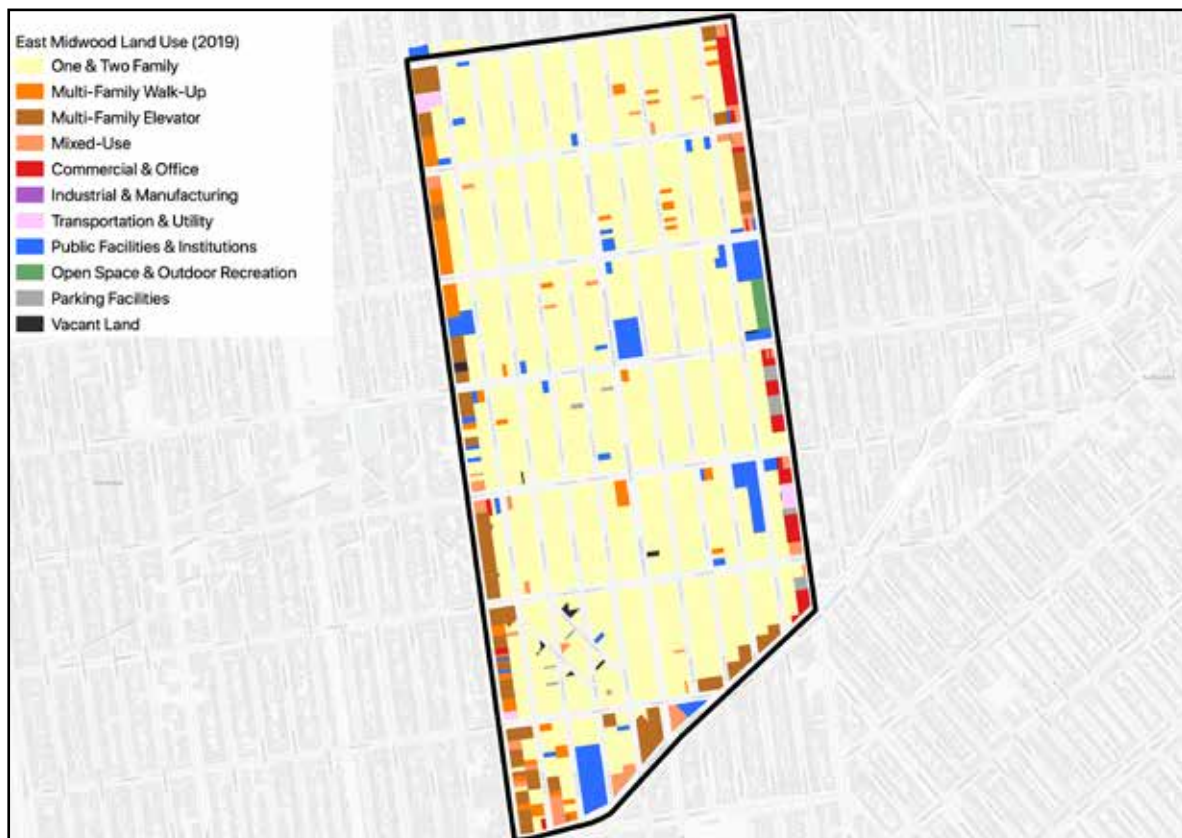 East Midwood Land Use (2019)
One & Two Family
Multi-Family Walk-Up
Multi-Family Elevator
Mixed-Use
Commercial & Office
Industrial & Manufacturing
Transportation & Utility
Public Facilities & Institutions
Open Space & Outdoor Recreation
Parking Facilities
Vacant Land